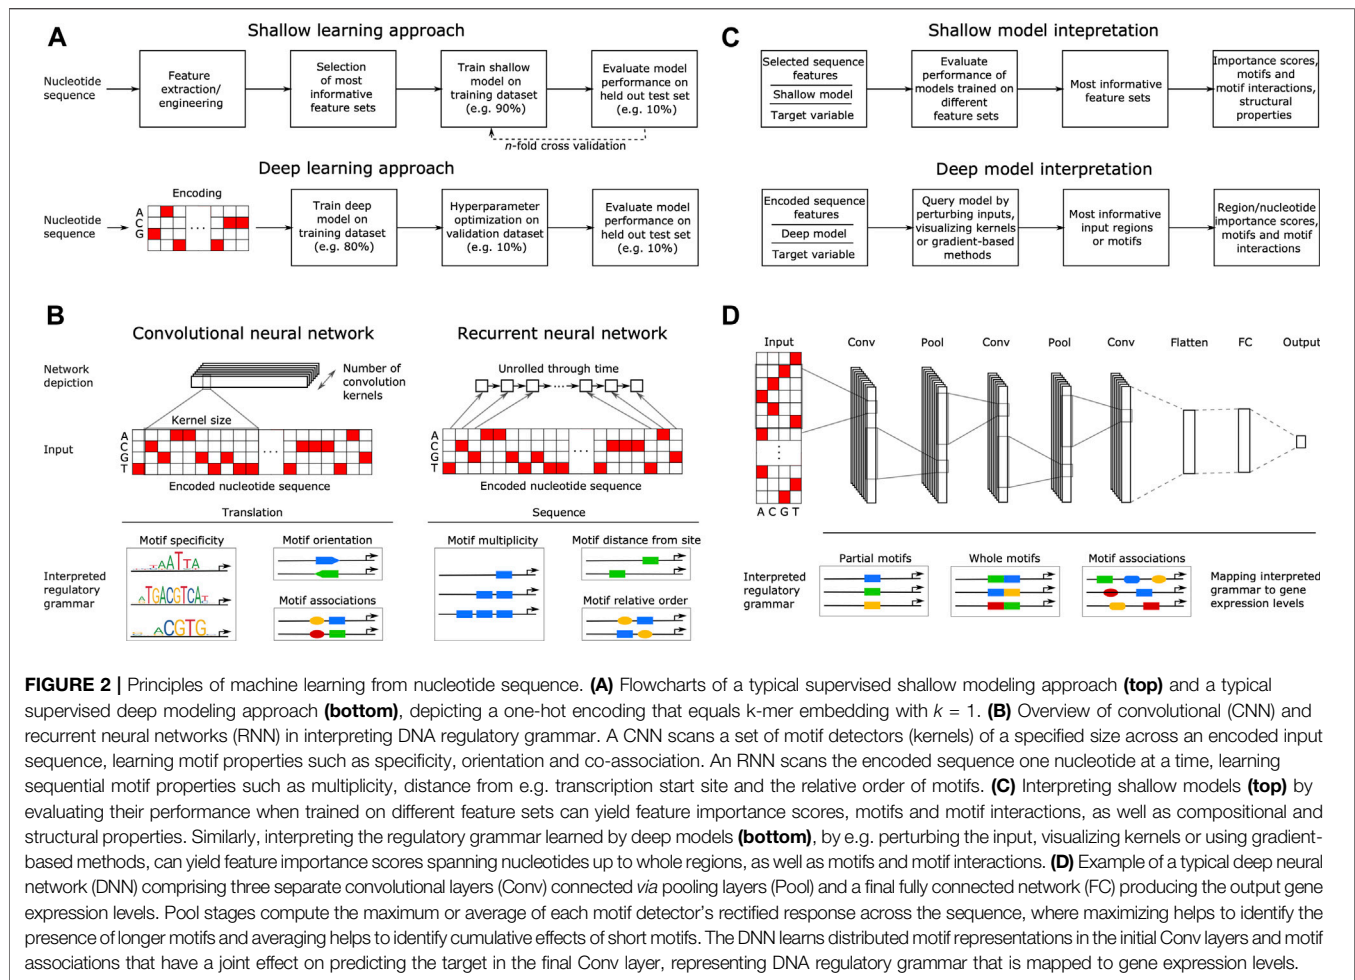 A
Shallow learning approach
Nucleotide
sequence
Feature
extraction/
engineering
Selection
of most
informative
feature sets
Train shallow
model on
training dataset
(e.g. 90%)
Evaluate model
performance on
held out test set
(e.g. 10%)
n-fold cross validation
Deep learning approach
Nucleotide
sequence
Encoding
A
C
G
Train deep
model on
training dataset
(e.g. 80%)
Hyperparameter
optimization on
validation dataset
(e.g. 10%)
Evaluate model
performance on
held out test set
(e.g. 10%)
C
Shallow model intepretation
Selected sequence
features
Shallow model
Target variable
Evaluate
performance of
models trained on
different
feature sets
Most informative
feature sets
Importance scores,
motifs and
motif interactions,
structural
properties
Deep model interpretation
Encoded sequence
features
Deep model
Target variable
Query model by
perturbing inputs,
visualizing kernels
or gradient-based
methods
Most informative
input regions
or motifs
Region/nucleotide
importance scores,
motifs and motif
interactions
B
Convolutional neural network
Recurrent neural network
Network
depiction
Number of
convolution
kernels
Unrolled through time
Kernel size
Input
A
C
G
T
Encoded nucleotide sequence
A
C
G
T
Encoded nucleotide sequence
Translation
Sequence
Interpreted
regulatory
grammar
Motif specificity
AATTA
ATGACGTCAT
ACGTG
Motif orientation
Motif associations
Motif multiplicity
Motif distance from site
Motif relative order
D
Input
Conv
Pool
Conv
Pool
Conv
Flatten
FC
Output
A C G T
Interpreted
regulatory
grammar
Partial motifs
Whole motifs
Motif associations
Mapping interpreted
grammar to gene
expression levels
FIGURE 2 | Principles of machine learning from nucleotide sequence. (A) Flowcharts of a typical supervised shallow modeling approach (top) and a typical
supervised deep modeling approach (bottom), depicting a one-hot encoding that equals k-mer embedding with k = 1. (B) Overview of convolutional (CNN) and
recurrent neural networks (RNN) in interpreting DNA regulatory grammar. A CNN scans a set of motif detectors (kernels) of a specified size across an encoded input
sequence, learning motif properties such as specificity, orientation and co-association. An RNN scans the encoded sequence one nucleotide at a time, learning
sequential motif properties such as multiplicity, distance from e.g. transcription start site and the relative order of motifs. (C) Interpreting shallow models (top) by
evaluating their performance when trained on different feature sets can yield feature importance scores, motifs and motif interactions, as well as compositional and
structural properties. Similarly, interpreting the regulatory grammar learned by deep models (bottom), by e.g. perturbing the input, visualizing kernels or using gradient-
based methods, can yield feature importance scores spanning nucleotides up to whole regions, as well as motifs and motif interactions. (D) Example of a typical deep neural
network (DNN) comprising three separate convolutional layers (Conv) connected via pooling layers (Pool) and a final fully connected network (FC) producing the output gene
expression levels. Pool stages compute the maximum or average of each motif detector's rectified response across the sequence, where maximizing helps to identify the
presence of longer motifs and averaging helps to identify cumulative effects of short motifs. The DNN learns distributed motif representations in the initial Conv layers and motif
associations that have a joint effect on predicting the target in the final Conv layer, representing DNA regulatory grammar that is mapped to gene expression levels.